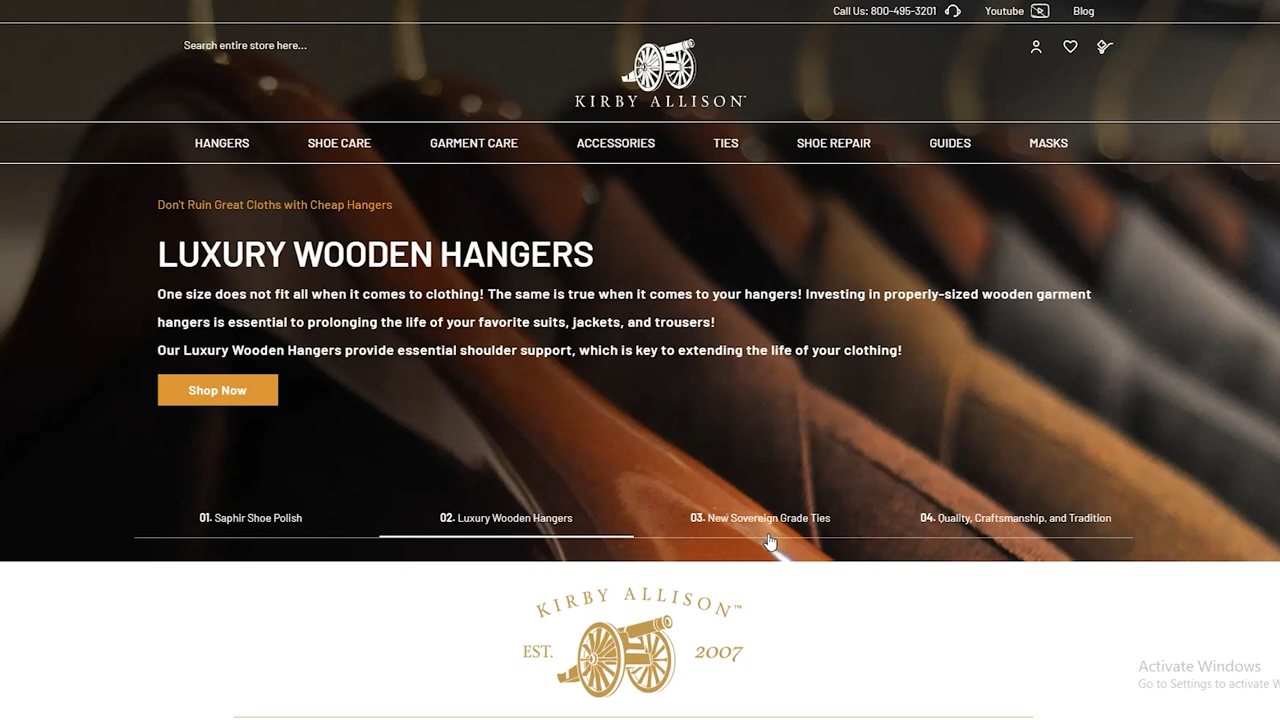 Call Us: 800-495-3201
Youtube
Blog
Search entire store here...
KIRBY ALLISON™
HANGERS
SHOE CARE
GARMENT CARE
ACCESSORIES
TIES
SHOE REPAIR
GUIDES
MASKS
Don't Ruin Great Cloths with Cheap Hangers
LUXURY WOODEN HANGERS
One size does not fit all when it comes to clothing! The same is true when it comes to your hangers! Investing in properly-sized wooden garment
hangers is essential to prolonging the life of your favorite suits, jackets, and trousers!
Our Luxury Wooden Hangers provide essential shoulder support, which is key to extending the life of your clothing!
Shop Now
01. Saphir Shoe Polish
02. Luxury Wooden Hangers
03. New Sovereign Grade Ties
04. Quality, Craftsmanship, and Tradition
KIRBY ALLISON™
EST. 2007
Activate Windows
Go to Settings to activate W